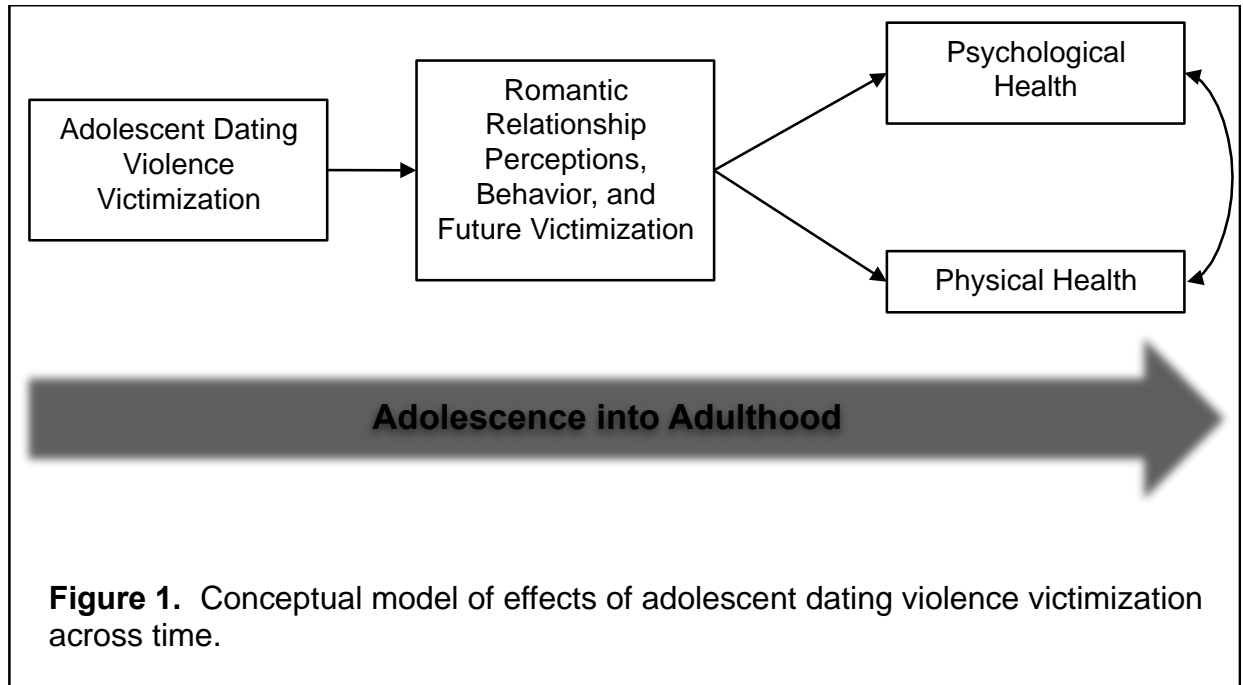 Psychological
Health
Adolescent Dating
Violence
Victimization
Romantic
Relationship
Perceptions,
Behavior, and
Future Victimization
Physical Health
Adolescence into Adulthood
Figure 1.  Conceptual model of effects of adolescent dating violence victimization
across time.